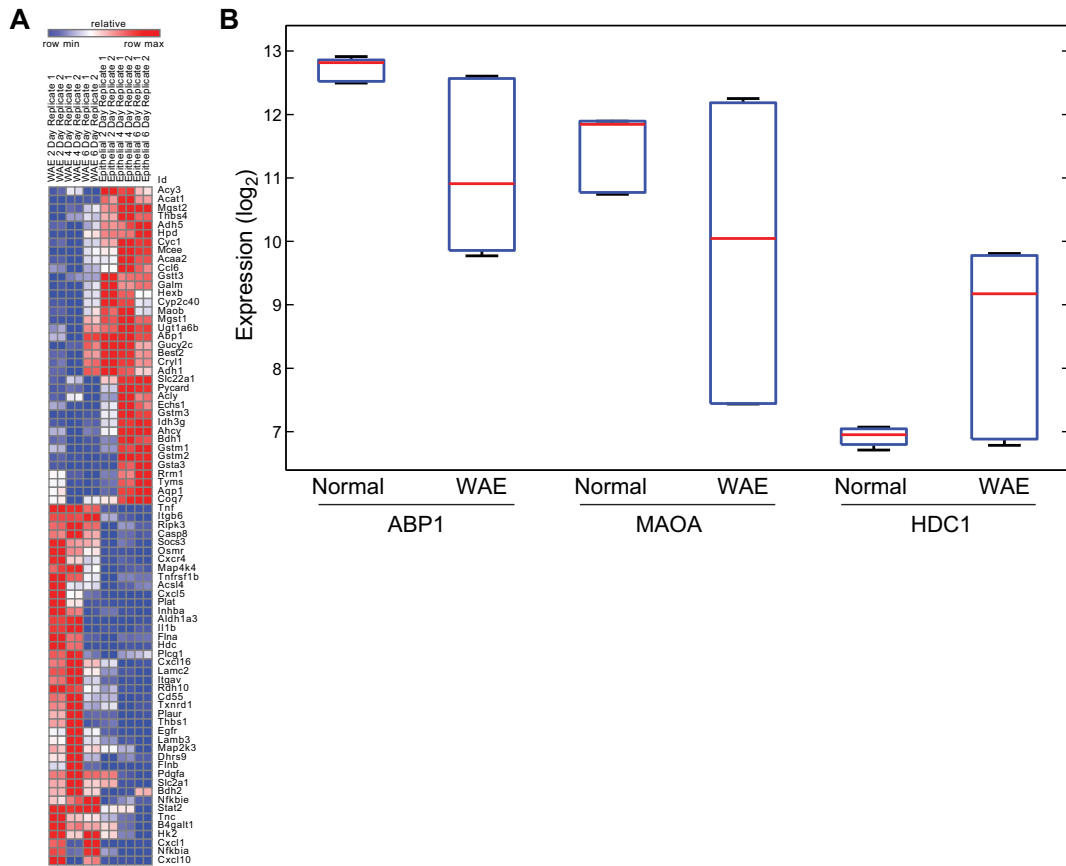 A
relative
row min row max
WAE 2 Day Replicate 1
WAE 2 Day Replicate 2
WAE 4 Day Replicate 1
WAE 4 Day Replicate 2
WAE 6 Day Replicate 1
WAE 6 Day Replicate 2
Epithelial 2 Day Replicate 1
Epithelial 2 Day Replicate 2
Epithelial 4 Day Replicate 1
Epithelial 4 Day Replicate 2
Epithelial 6 Day Replicate 1
Epithelial 6 Day Replicate 2
Id
Acy3
Acat1
Mgst2
Thbs4
Adh5
Hpd
Cyc1
Mcee
Acaa2
Ccl6
Gstt3
Galm
Hexb
Cyp2c40
Maob
Mgst1
Ugt1a6b
Abp1
Gucy2c
Best2
Cryl1
Adh1
Slc22a1
Pycard
Acly
Echs1
Gstm3
Idh3g
Ahcy
Bdh1
Gstm1
Gstm2
Gsta3
Rrm1
Tyms
Aqp1
Coq7
Tnf
Itgb6
Ripk3
Casp8
Socs3
Osmr
Cxcr4
Map4k4
Tnfrsf1b
Acsl4
Cxcl5
Plat
Inhba
Aldh1a3
Il1b
Flna
Hdc
Plcg1
Cxcl16
Lamc2
Itgav
Rdh10
Cd55
Txnrd1
Plaur
Thbs1
Egfr
Lamb3
Map2k3
Dhrs9
Flnb
Pdgfa
Slc2a1
Bdh2
Nfkbie
Stat2
Tnc
B4galt1
Hk2
Cxcl1
Nfkbia
Cxcl10
B
Expression (log2)
13
12
11
10
9
8
7
Normal WAE Normal WAE Normal WAE
ABP1 MAOA HDC1